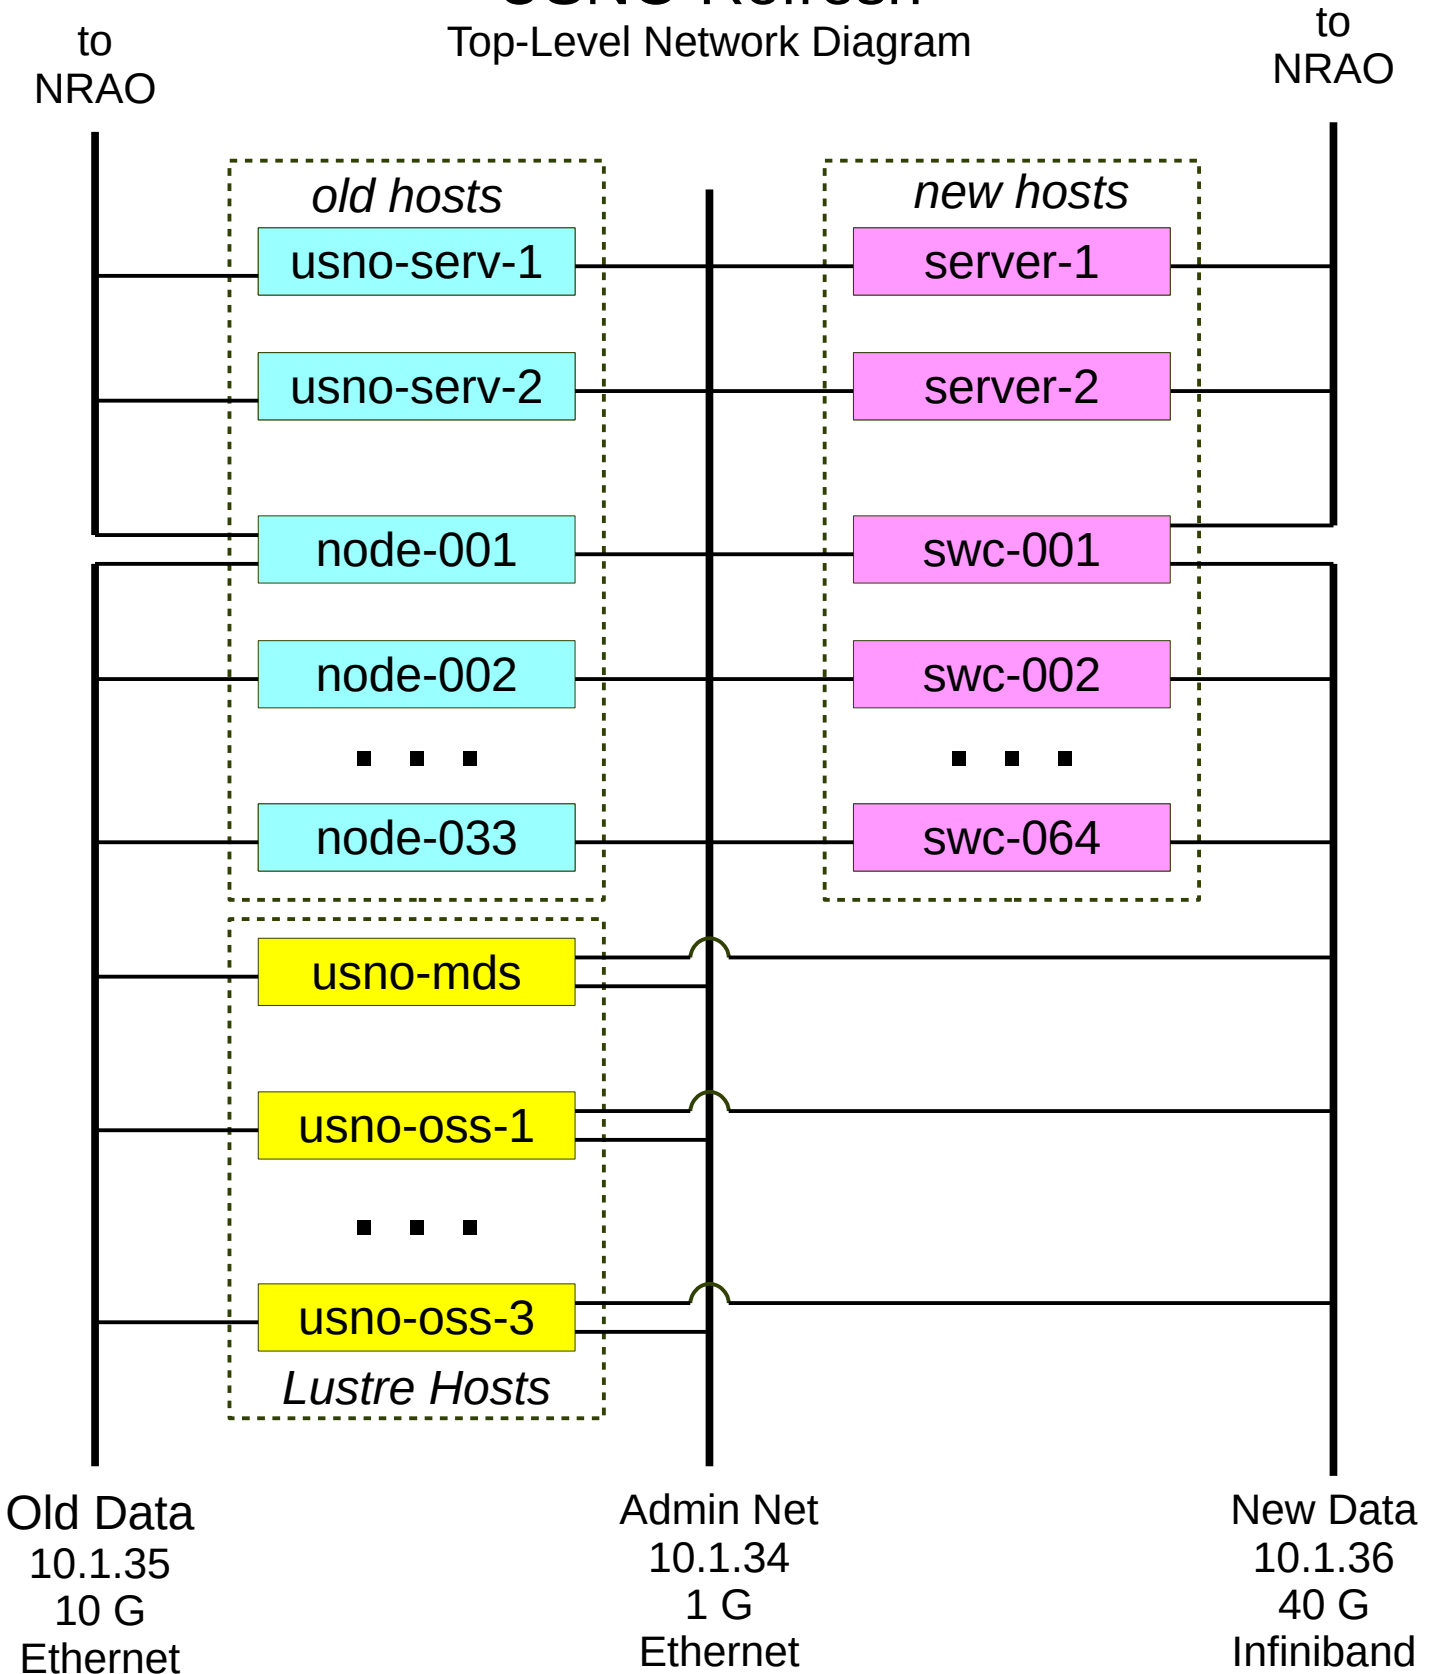 USNO Refresh
Top-Level Network Diagram
to
NRAO
to
NRAO
old hosts
new hosts
usno-serv-1
server-1
usno-serv-2
server-2
node-001
swc-001
node-002
swc-002
. . .
. . .
node-033
swc-064
usno-mds
usno-oss-1
. . .
usno-oss-3
Lustre Hosts
Old Data
10.1.35
10 G
Ethernet
Admin Net
10.1.34
1 G
Ethernet
New Data
10.1.36
40 G
Infiniband